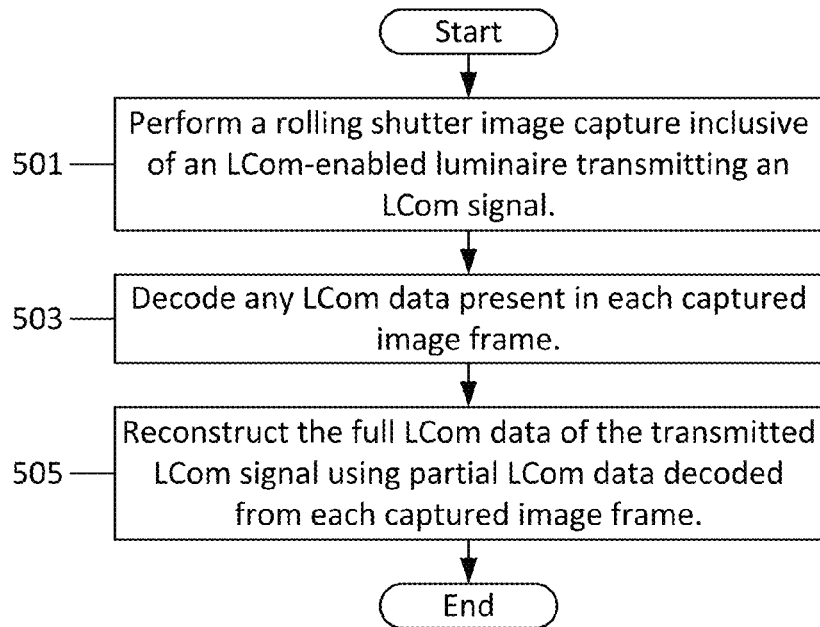 Start
501
Perform a rolling shutter image capture inclusive
of an LCom-enabled luminaire transmitting an
LCom signal.
503
Decode any LCom data present in each captured
image frame.
505
Reconstruct the full LCom data of the transmitted
LCom signal using partial LCom data decoded
from each captured image frame.
End